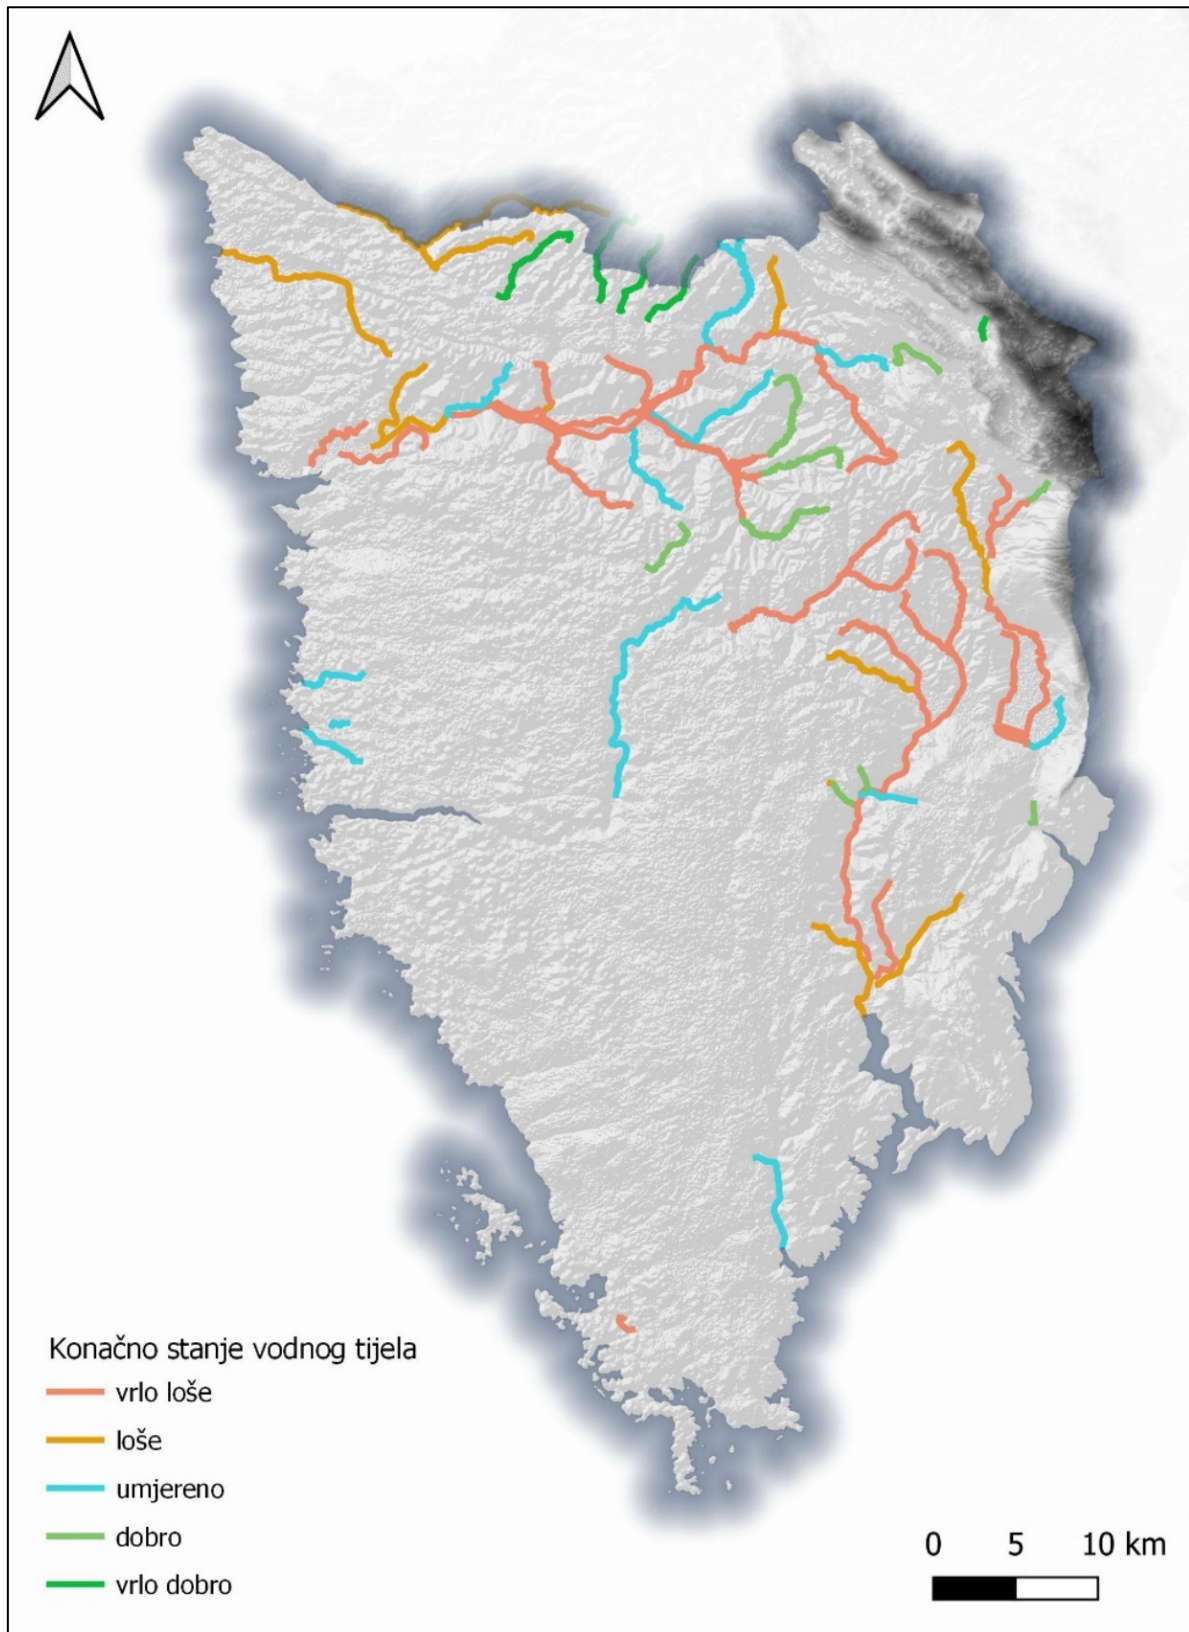 Konačno stanje vodnog tijela
vrlo loše
loše
umjereno
dobro
vrlo dobro
0 5 10 km